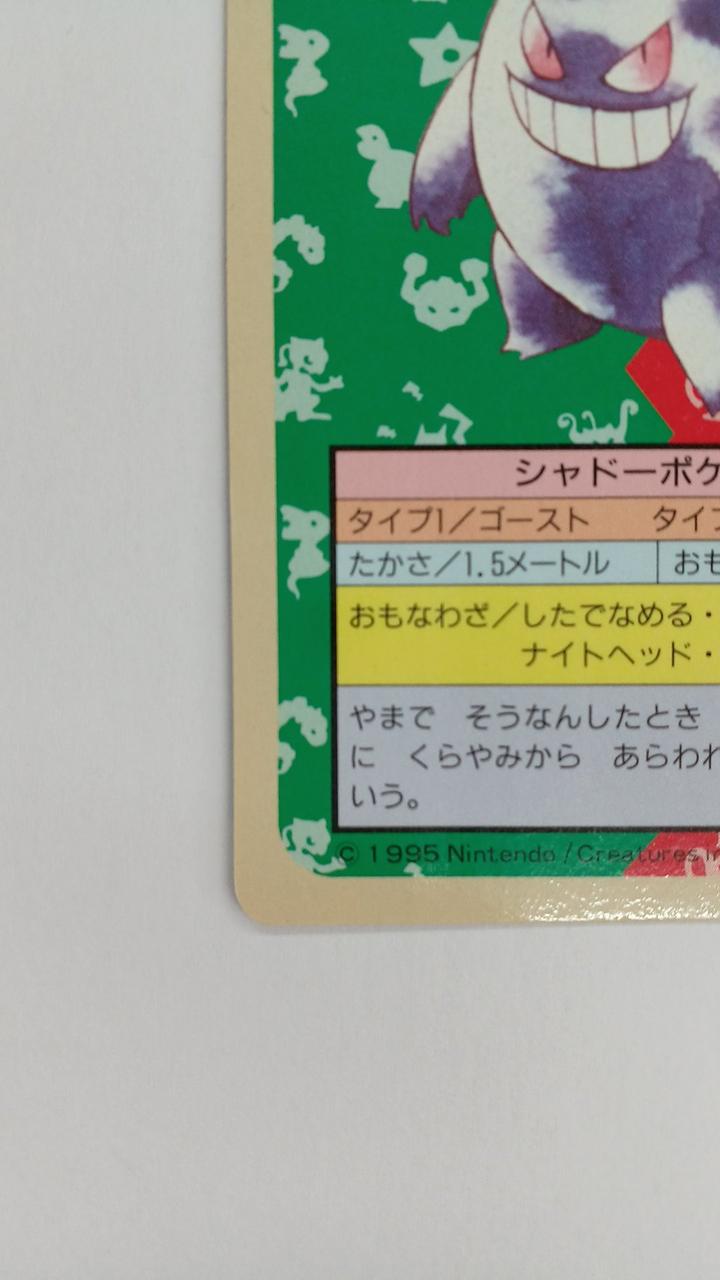 シャドーポケ
タイプ1／ゴースト　タイプ
たかさ／1.5メートル　おも
おもなわざ／したでなめる・
ナイトヘッド・
やまで　そうなんしたとき
に　くらやみから　あらわれ
いう。
© 1995 Nintendo / Creatures in